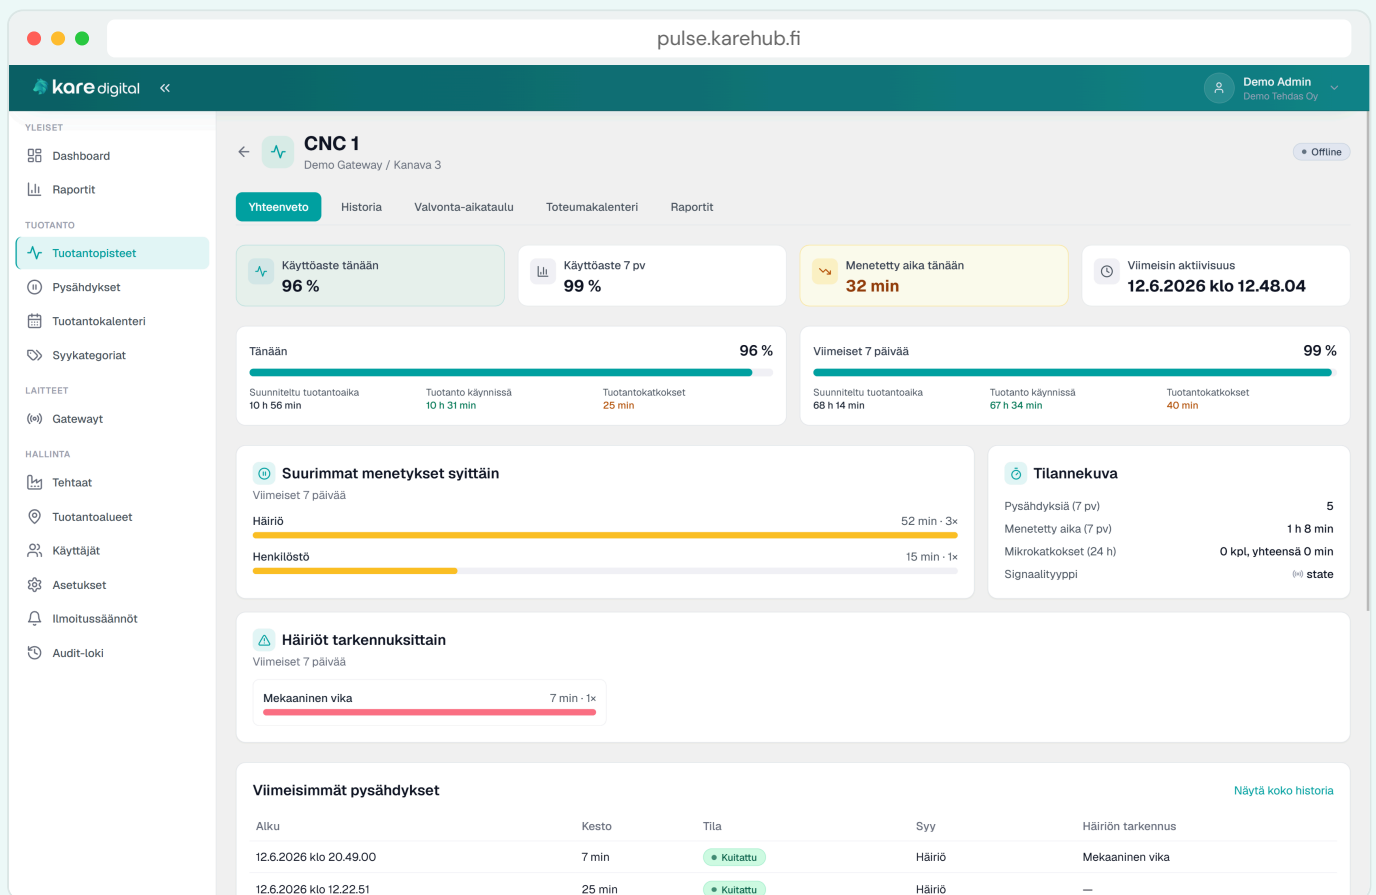 pulse.karehub.fi
kare digital
Demo Admin
Demo Tehdas Oy
YLEISET
Dashboard
Raportit
TUOTANTO
Tuotantopisteet
Pysähdykset
Tuotantokalenteri
Syykategoriat
LAITTEET
Gatewayt
HALLINTA
Tehtaat
Tuotantoalueet
Käyttäjät
Asetukset
Ilmoitussäännöt
Audit-loki
CNC 1
Demo Gateway / Kanava 3
Offline
Yhteenveto Historia Valvonta-aikataulu Toteumakalenteri Raportit
Käyttöaste tänään
96 %
Käyttöaste 7 pv
99 %
Menetetty aika tänään
32 min
Viimeisin aktiivisuus
12.6.2026 klo 12.48.04
Tänään 96 %
Suunniteltu tuotantoaika Tuotanto käynnissä Tuotantokatkokset
10 h 56 min 10 h 31 min 25 min
Viimeiset 7 päivää 99 %
Suunniteltu tuotantoaika Tuotanto käynnissä Tuotantokatkokset
68 h 14 min 67 h 34 min 40 min
Suurimmat menetykset syittäin
Viimeiset 7 päivää
Häiriö 52 min · 3×
Henkilöstö 15 min · 1×
Tilannekuva
Pysähdyksiä (7 pv) 5
Menetetty aika (7 pv) 1 h 8 min
Mikrokatkokset (24 h) 0 kpl, yhteensä 0 min
Signaalityyppi state
Häiriöt tarkennuksittain
Viimeiset 7 päivää
Mekaaninen vika 7 min · 1×
Viimeisimmät pysähdykset Näytä koko historia
Alku Kesto Tila Syy Häiriön tarkennus
12.6.2026 klo 20.49.00 7 min Kuitattu Häiriö Mekaaninen vika
12.6.2026 klo 12.22.51 25 min Kuitattu Häiriö —